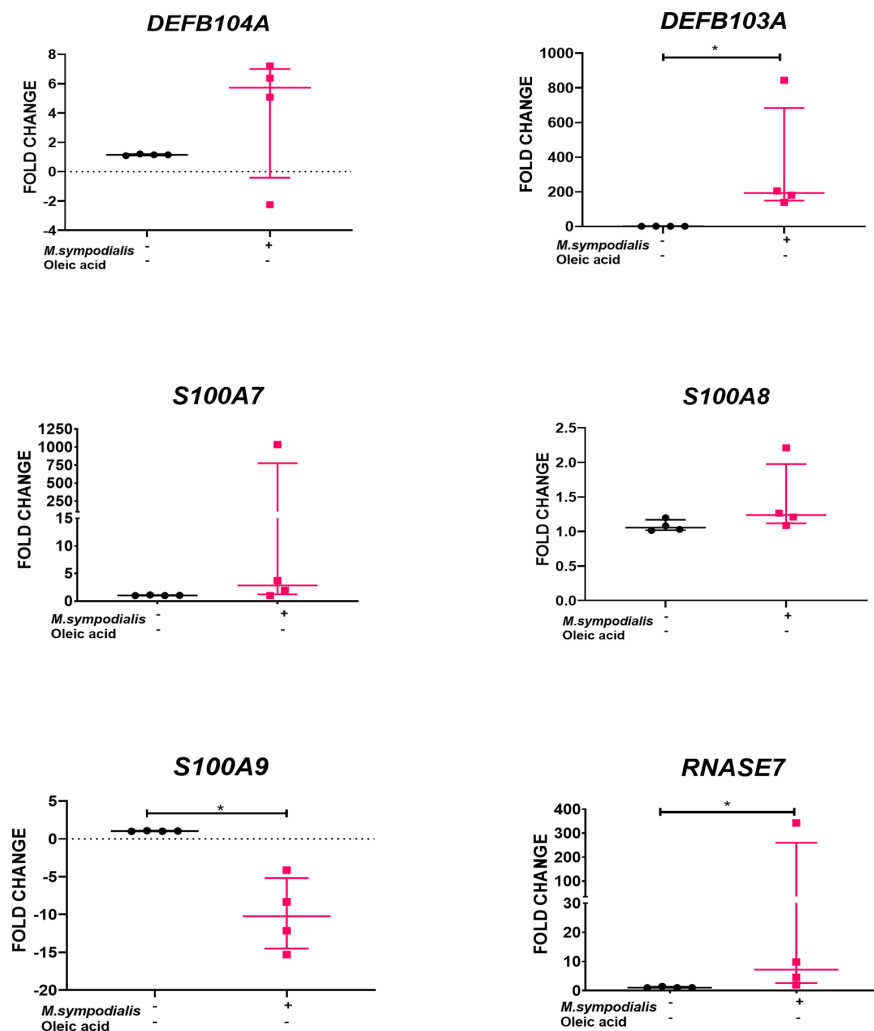 DEFB104A
FOLD CHANGE
8
6
4
2
0
-2
-4
M.sympodialis - +
Oleic acid - -
DEFB103A
*
FOLD CHANGE
1000
800
600
400
200
0
M.sympodialis - +
Oleic acid - -
S100A7
FOLD CHANGE
1250
1000
750
500
250
15
10
5
0
M.sympodialis - +
Oleic acid - -
S100A8
FOLD CHANGE
2.5
2.0
1.5
1.0
0.5
0.0
M.sympodialis - +
Oleic acid - -
S100A9
*
FOLD CHANGE
5
0
-5
-10
-15
-20
M.sympodialis - +
Oleic acid - -
RNASE7
*
FOLD CHANGE
400
300
200
100
30
20
10
0
M.sympodialis - +
Oleic acid - -